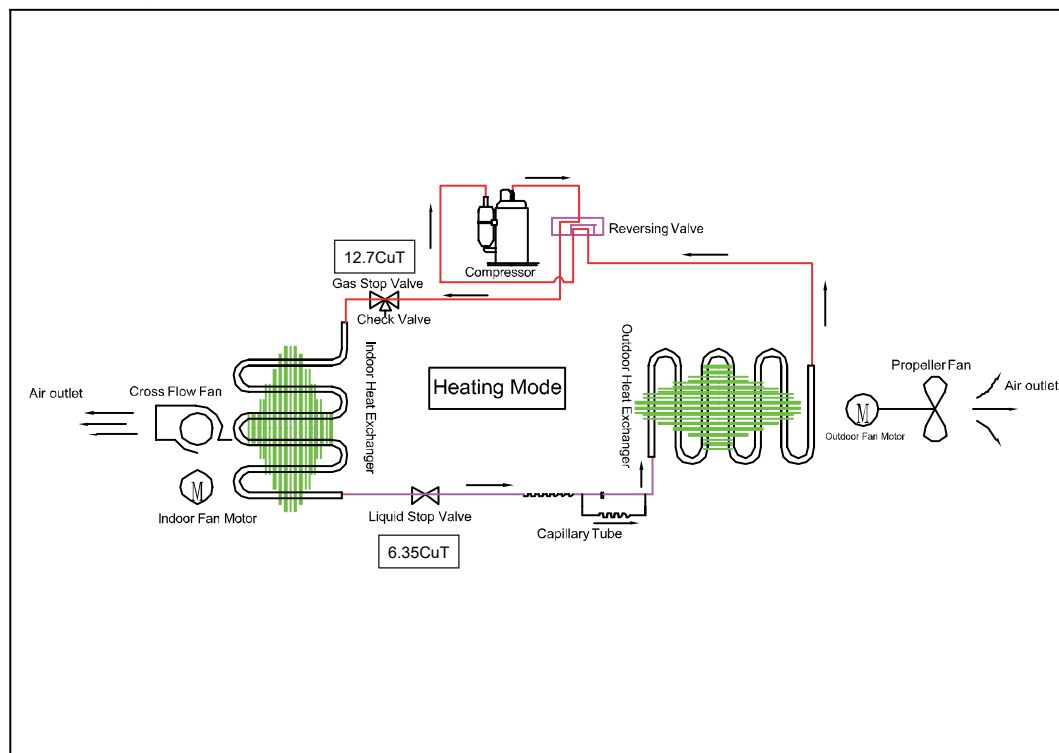 Reversing Valve
Compressor
12.7CuT
Gas Stop Valve
Check Valve
Indoor Heat Exchanger
Heating Mode
Outdoor Heat Exchanger
Propeller Fan
Air outlet
Cross Flow Fan
Air outlet
M
Outdoor Fan Motor
M
Indoor Fan Motor
Liquid Stop Valve
Capillary Tube
6.35CuT